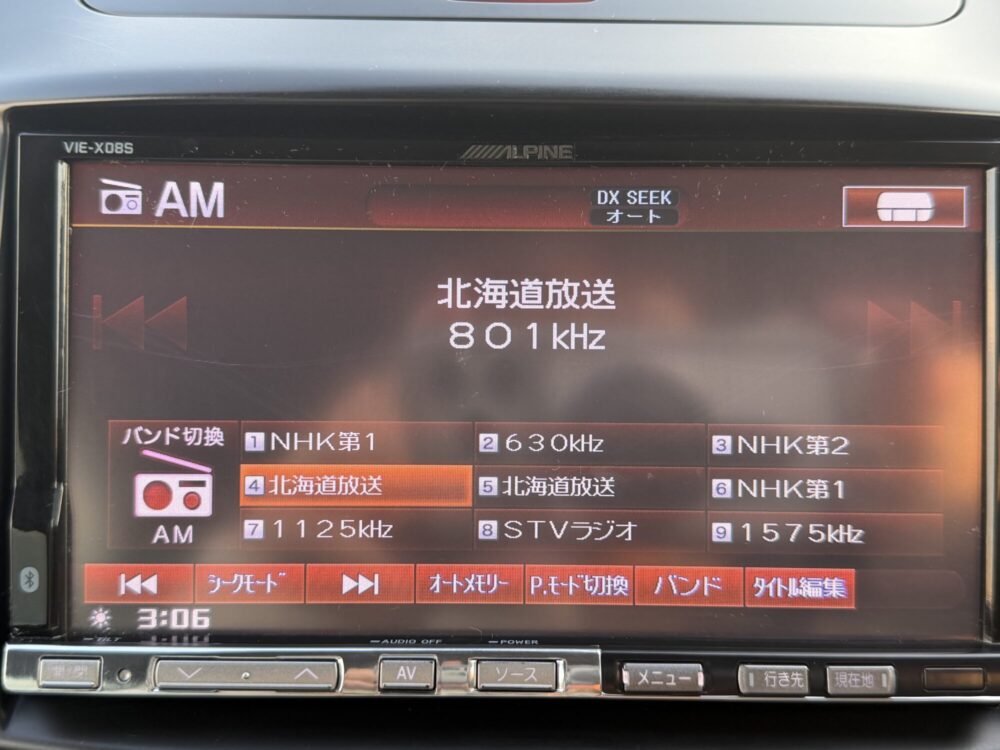 VIE-X08S
ALPINE
AM
DX SEEK
オート
北海道放送
801kHz
バンド切換
AM
1 NHK第1
2 630kHz
3 NHK第2
4 北海道放送
5 北海道放送
6 NHK第1
7 1125kHz
8 STVラジオ
9 1575kHz
シークモード
オートメモリー
P.モード切換
バンド
タイトル編集
3:06
TILT
AUDIO OFF
POWER
AV
ソース
メニュー
行き先
現在地